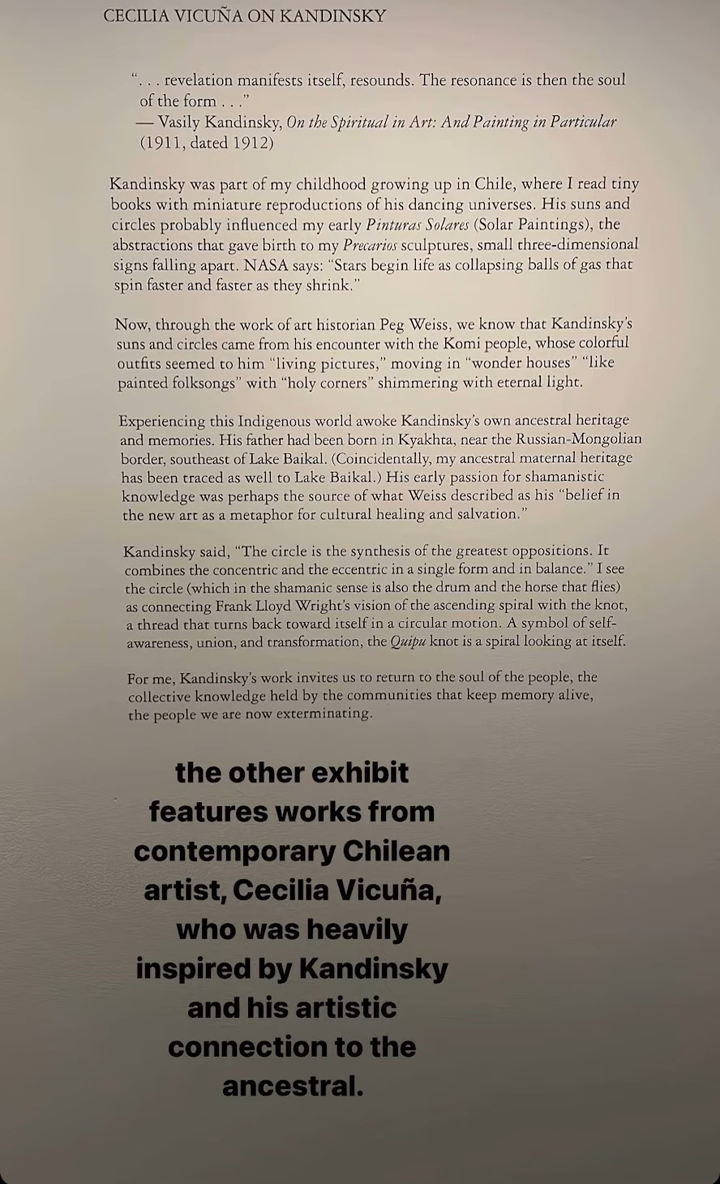 CECILIA VICUÑA ON KANDINSKY
“. . . revelation manifests itself, resounds. The resonance is then the soul
of the form . . .”
— Vasily Kandinsky, On the Spiritual in Art: And Painting in Particular
(1911, dated 1912)
Kandinsky was part of my childhood growing up in Chile, where I read tiny
books with miniature reproductions of his dancing universes. His suns and
circles probably influenced my early Pinturas Solares (Solar Paintings), the
abstractions that gave birth to my Precarios sculptures, small three-dimensional
signs falling apart. NASA says: “Stars begin life as collapsing balls of gas that
spin faster and faster as they shrink.”
Now, through the work of art historian Peg Weiss, we know that Kandinsky’s
suns and circles came from his encounter with the Komi people, whose colorful
outfits seemed to him “living pictures,” moving in “wonder houses” “like
painted folksongs” with “holy corners” shimmering with eternal light.
Experiencing this Indigenous world awoke Kandinsky’s own ancestral heritage
and memories. His father had been born in Kyakhta, near the Russian-Mongolian
border, southeast of Lake Baikal. (Coincidentally, my ancestral maternal heritage
has been traced as well to Lake Baikal.) His early passion for shamanistic
knowledge was perhaps the source of what Weiss described as his “belief in
the new art as a metaphor for cultural healing and salvation.”
Kandinsky said, “The circle is the synthesis of the greatest oppositions. It
combines the concentric and the eccentric in a single form and in balance.” I see
the circle (which in the shamanic sense is also the drum and the horse that flies)
as connecting Frank Lloyd Wright’s vision of the ascending spiral with the knot,
a thread that turns back toward itself in a circular motion. A symbol of self-
awareness, union, and transformation, the Quipu knot is a spiral looking at itself.
For me, Kandinsky’s work invites us to return to the soul of the people, the
collective knowledge held by the communities that keep memory alive,
the people we are now exterminating.
the other exhibit
features works from
contemporary Chilean
artist, Cecilia Vicuña,
who was heavily
inspired by Kandinsky
and his artistic
connection to the
ancestral.